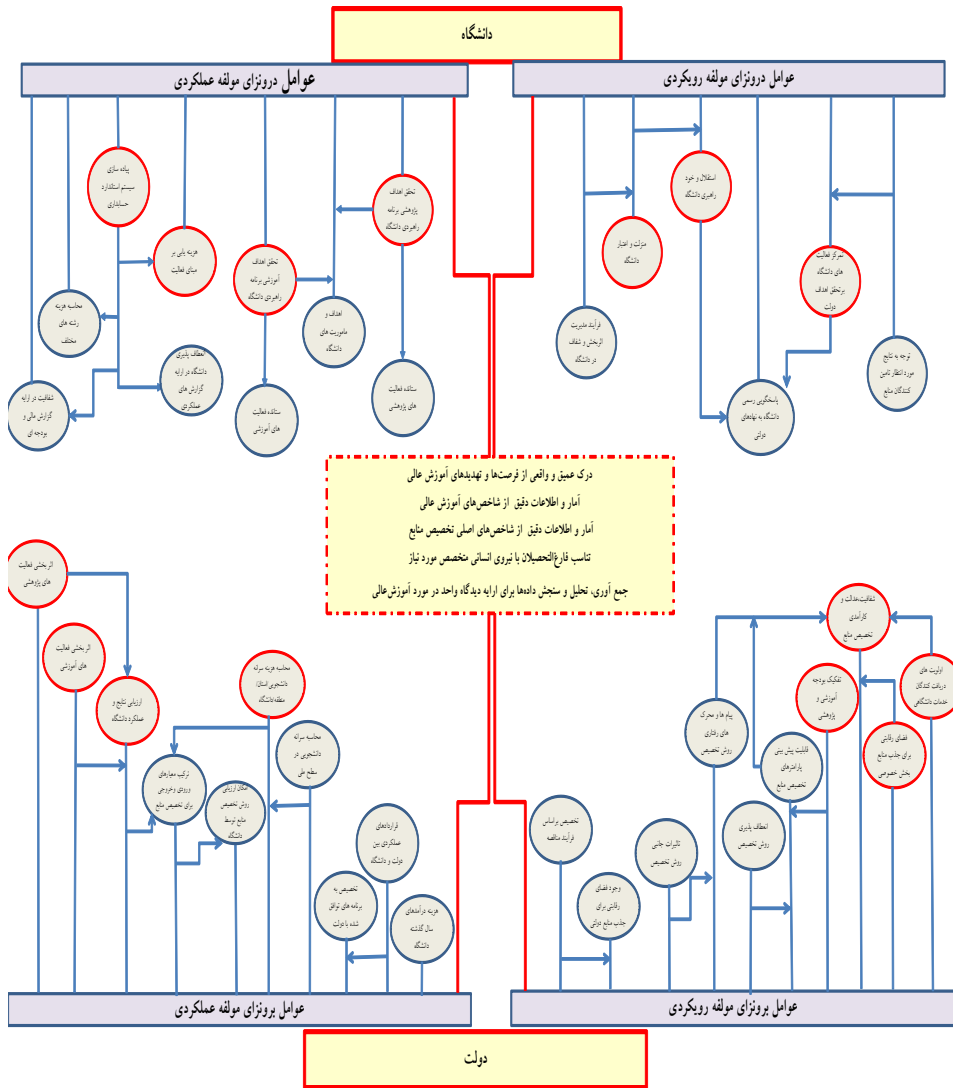 دانشگاه
عوامل درونزای مولفه رویکردی
عوامل درونزای مولفه عملکردی
استقلال و خود
راهبری دانشگاه
منزلت و اعتبار
دانشگاه
تمرکز فعالیت
های دانشگاه
برتحقق اهداف
دولت
فرآیند مدیریت
اثربخش و شفاف
در دانشگاه
توجه به نتایج
مورد انتظار تامین
کنندگان منابع
پاسخگویی رسمی
دانشگاه به نهادهای
دولتی
پیاده سازی
سیستم استاندارد
حسابداری
تحقق اهداف
پژوهشی برنامه
راهبردی دانشگاه
هزینه یابی بر
مبنای فعالیت
تحقق اهداف
آموزشی برنامه
راهبردی دانشگاه
محاسبه هزینه
رشته های
مختلف
اهداف و
ماموریت های
دانشگاه
انعطاف پذیری
دانشگاه در ارایه
گزارش های
عملکردی
ستانده فعالیت
های پژوهشی
شفافیت در ارایه
گزارش مالی و
بودجه ای
ستانده فعالیت
های آموزشی
درک عمیق و واقعی از فرصت‌ها و تهدیدهای آموزش عالی
آمار و اطلاعات دقیق از شاخص‌های آموزش عالی
آمار و اطلاعات دقیق از شاخص‌های اصلی تخصیص منابع
تناسب فارغ‌التحصیلان با نیروی انسانی متخصص مورد نیاز
جمع آوری، تحلیل و سنجش داده‌ها برای ارایه دیدگاه واحد در مورد آموزش‌عالی
شفافیت،عدالت و
کارآمدی
تخصیص منابع
اولویت های
دریافت کنندگان
خدمات دانشگاهی
تفکیک بودجه
آموزشی و
پژوهشی
پیام ها و محرک
های رفتاری
روش تخصیص
قابلیت پیش بینی
پارامترهای
تخصیص منابع
فضای رقابتی
برای جذب منابع
بخش خصوصی
تخصیص براساس
فرآیند مناقصه
انعطاف پذیری
روش تخصیص
تاثیرات جانبی
روش تخصیص
وجود فضای
رقابتی برای
جذب منابع دولتی
اثر بخشی فعالیت
های پژوهشی
اثر بخشی فعالیت
های آموزشی
محاسبه هزینه سرانه
دانشجویی استان/
منطقه/دانشگاه
ارزیابی نتایج و
عملکرد دانشگاه
محاسبه سرانه
دانشجویی در
سطح ملی
ترکیب معیارهای
ورودی وخروجی
برای تخصیص منابع
امکان ارزیابی
روش تخصیص
منابع توسط
دانشگاه
قراردادهای
عملکردی بین
دولت و دانشگاه
تخصیص به
برنامه های توافق
شده با دولت
هزینه درآمدهای
سال گذشته
دانشگاه
عوامل برونزای مولفه رویکردی
عوامل برونزای مولفه عملکردی
دولت